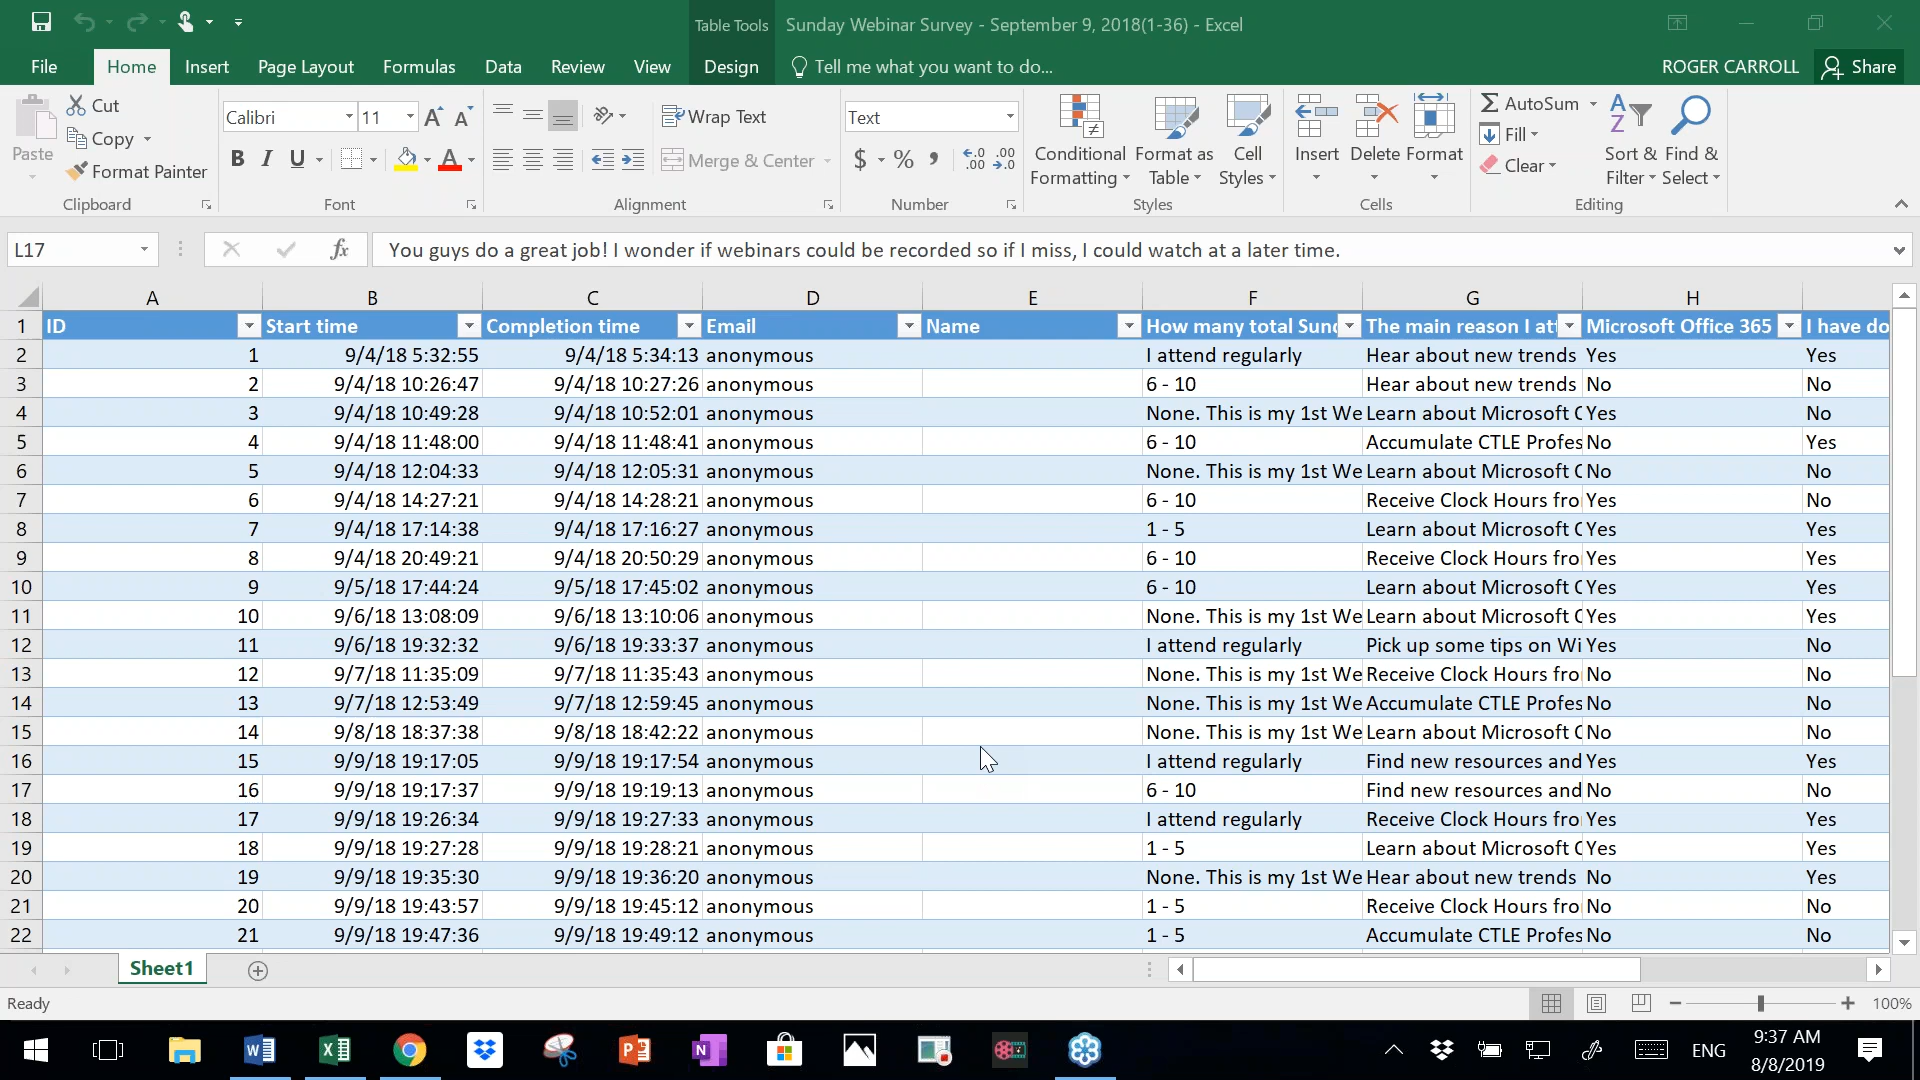 Table Tools Sunday Webinar Survey - September 9, 2018(1-36) - Excel
File Home Insert Page Layout Formulas Data Review View Design Tell me what you want to do... ROGER CARROLL Share
Paste
Cut
Copy
Format Painter
Clipboard
Calibri 11
B I U
Font
Wrap Text
Merge & Center
Alignment
Text
$ % ,
Number
Conditional Formatting
Format as Table
Cell Styles
Styles
Insert Delete Format
Cells
AutoSum
Fill
Clear
Sort & Filter
Find & Select
Editing
L17 fx You guys do a great job! I wonder if webinars could be recorded so if I miss, I could watch at a later time.
A B C D E F G H
1 ID Start time Completion time Email Name How many total Sun The main reason I at Microsoft Office 365 I have do
2 1 9/4/18 5:32:55 9/4/18 5:34:13 anonymous I attend regularly Hear about new trends Yes Yes
3 2 9/4/18 10:26:47 9/4/18 10:27:26 anonymous 6 - 10 Hear about new trends No No
4 3 9/4/18 10:49:28 9/4/18 10:52:01 anonymous None. This is my 1st We Learn about Microsoft Yes No
5 4 9/4/18 11:48:00 9/4/18 11:48:41 anonymous 6 - 10 Accumulate CTLE Profes No Yes
6 5 9/4/18 12:04:33 9/4/18 12:05:31 anonymous None. This is my 1st We Learn about Microsoft No No
7 6 9/4/18 14:27:21 9/4/18 14:28:21 anonymous 6 - 10 Receive Clock Hours fro Yes No
8 7 9/4/18 17:14:38 9/4/18 17:16:27 anonymous 1 - 5 Learn about Microsoft Yes Yes
9 8 9/4/18 20:49:21 9/4/18 20:50:29 anonymous 6 - 10 Receive Clock Hours fro Yes Yes
10 9 9/5/18 17:44:24 9/5/18 17:45:02 anonymous 6 - 10 Learn about Microsoft Yes Yes
11 10 9/6/18 13:08:09 9/6/18 13:10:06 anonymous None. This is my 1st We Learn about Microsoft Yes Yes
12 11 9/6/18 19:32:32 9/6/18 19:33:37 anonymous I attend regularly Pick up some tips on Wi Yes No
13 12 9/7/18 11:35:09 9/7/18 11:35:43 anonymous None. This is my 1st We Receive Clock Hours fro No No
14 13 9/7/18 12:53:49 9/7/18 12:59:45 anonymous None. This is my 1st We Accumulate CTLE Profes No No
15 14 9/8/18 18:37:38 9/8/18 18:42:22 anonymous None. This is my 1st We Learn about Microsoft No No
16 15 9/9/18 19:17:05 9/9/18 19:17:54 anonymous I attend regularly Find new resources and Yes Yes
17 16 9/9/18 19:17:37 9/9/18 19:19:13 anonymous 6 - 10 Find new resources and No No
18 17 9/9/18 19:26:34 9/9/18 19:27:33 anonymous I attend regularly Receive Clock Hours fro Yes Yes
19 18 9/9/18 19:27:28 9/9/18 19:28:21 anonymous 1 - 5 Learn about Microsoft Yes Yes
20 19 9/9/18 19:35:30 9/9/18 19:36:20 anonymous None. This is my 1st We Hear about new trends No Yes
21 20 9/9/18 19:43:57 9/9/18 19:45:12 anonymous 1 - 5 Receive Clock Hours fro No No
22 21 9/9/18 19:47:36 9/9/18 19:49:12 anonymous 1 - 5 Accumulate CTLE Profes No No
Sheet1
Ready 100%
ENG 9:37 AM
8/8/2019